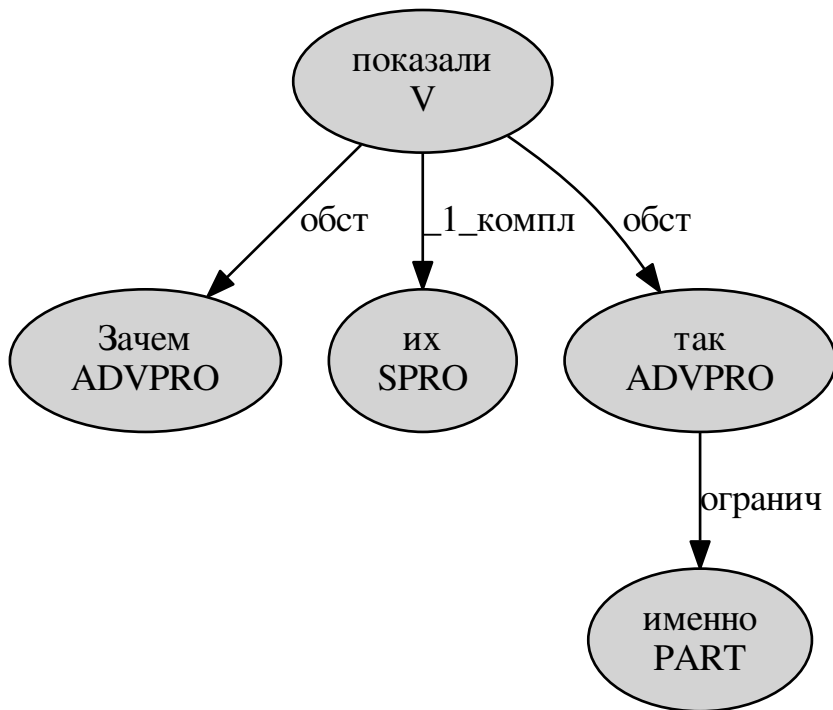 показали
V
обст
_1_компл
обст
Зачем
ADVPRO
их
SPRO
так
ADVPRO
огранич
именно
PART